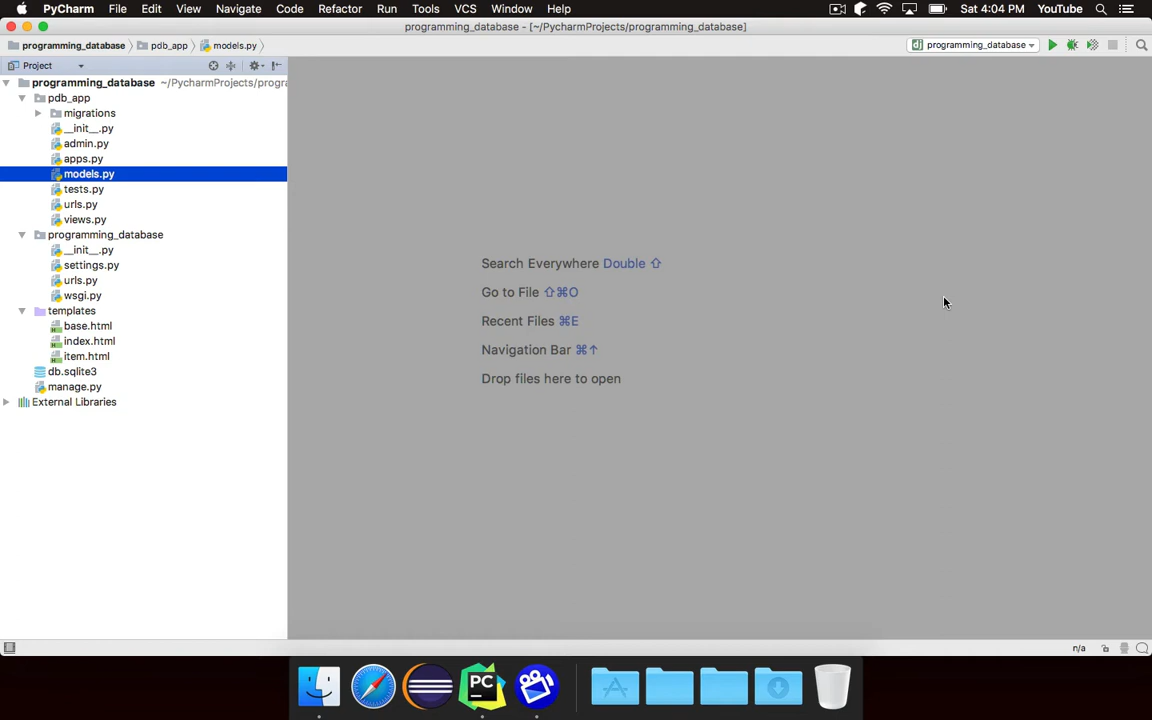 PyCharm File Edit View Navigate Code Refactor Run Tools VCS Window Help Sat 4:04 PM YouTube
programming_database - [~/PycharmProjects/programming_database]
programming_database pdb_app models.py dj programming_database
Project
programming_database ~/PycharmProjects/progra
pdb_app
migrations
__init__.py
admin.py
apps.py
models.py
tests.py
urls.py
views.py
programming_database
__init__.py
settings.py
urls.py
wsgi.py
templates
base.html
index.html
item.html
db.sqlite3
manage.py
External Libraries
Search Everywhere Double ⇧
Go to File ⇧⌘O
Recent Files ⌘E
Navigation Bar ⌘↑
Drop files here to open
n/a
PC